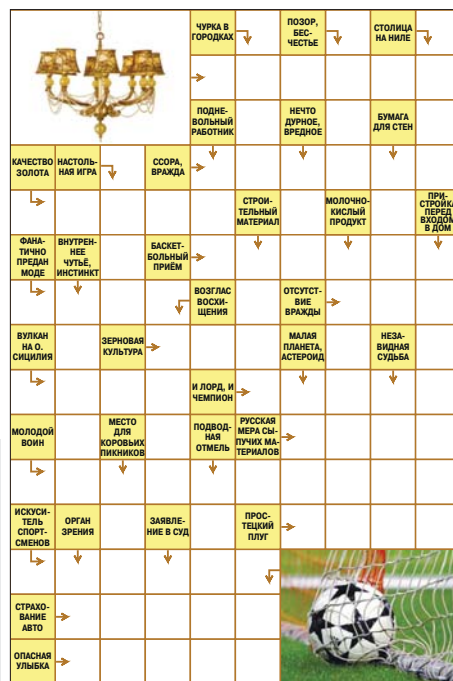 ЧУРКА В
ГОРОДКАХ
ПОЗОР,
БЕС-
ЧЕСТЬЕ
СТОЛИЦА
НА НИЛЕ
ПОДНЕ-
ВОЛЬНЫЙ
РАБОТНИК
НЕЧТО
ДУРНОЕ,
ВРЕДНОЕ
БУМАГА
ДЛЯ СТЕН
КАЧЕСТВО
ЗОЛОТА
НАСТОЛЬ-
НАЯ ИГРА
ССОРА,
ВРАЖДА
СТРОИ-
ТЕЛЬНЫЙ
МАТЕРИАЛ
МОЛОЧНО-
КИСЛЫЙ
ПРОДУКТ
ПРИ-
СТРОЙКА
ПЕРЕД
ВХОДОМ
В ДОМ
ФАНА-
ТИЧНО
ПРЕДАН
МОДЕ
ВНУТРЕН-
НЕЕ
ЧУТЬЁ,
ИНСТИНКТ
БАСКЕТ-
БОЛЬНЫЙ
ПРИЁМ
ВОЗГЛАС
ВОСХИ-
ЩЕНИЯ
ОТСУТСТ-
ВИЕ
ВРАЖДЫ
ВУЛКАН
НА О.
СИЦИЛИЯ
ЗЕРНОВАЯ
КУЛЬТУРА
МАЛАЯ
ПЛАНЕТА,
АСТЕРОИД
НЕЗА-
ВИДНАЯ
СУДЬБА
И ЛОРД, И
ЧЕМПИОН
МОЛОДОЙ
ВОИН
МЕСТО
ДЛЯ
КОРОВЬИХ
ПИКНИКОВ
ПОДВОД-
НАЯ
ОТМЕЛЬ
РУССКАЯ
МЕРА СЫ-
ПУЧИХ МА-
ТЕРИАЛОВ
ИСКУСИ-
ТЕЛЬ
СПОРТ-
СМЕНОВ
ОРГАН
ЗРЕНИЯ
ЗАЯВЛЕ-
НИЕ В СУД
ПРОС-
ТЕЦКИЙ
ПЛУГ
СТРАХО-
ВАНИЕ
АВТО
ОПАСНАЯ
УЛЫБКА